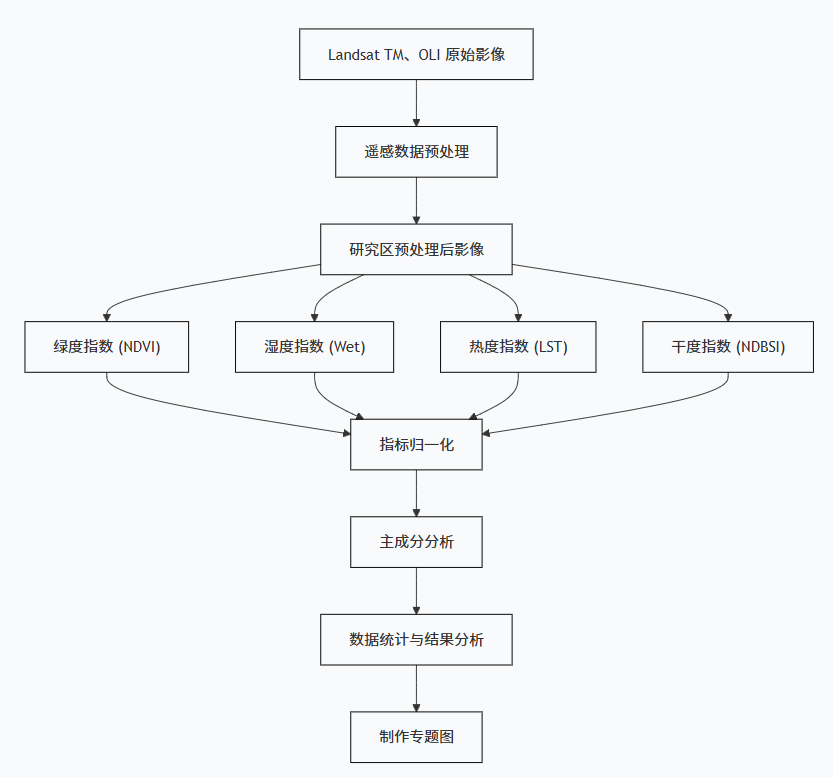 Landsat TM、OLI 原始影像
遥感数据预处理
研究区预处理后影像
绿度指数 (NDVI)
湿度指数 (Wet)
热度指数 (LST)
干度指数 (NDBSI)
指标归一化
主成分分析
数据统计与结果分析
制作专题图